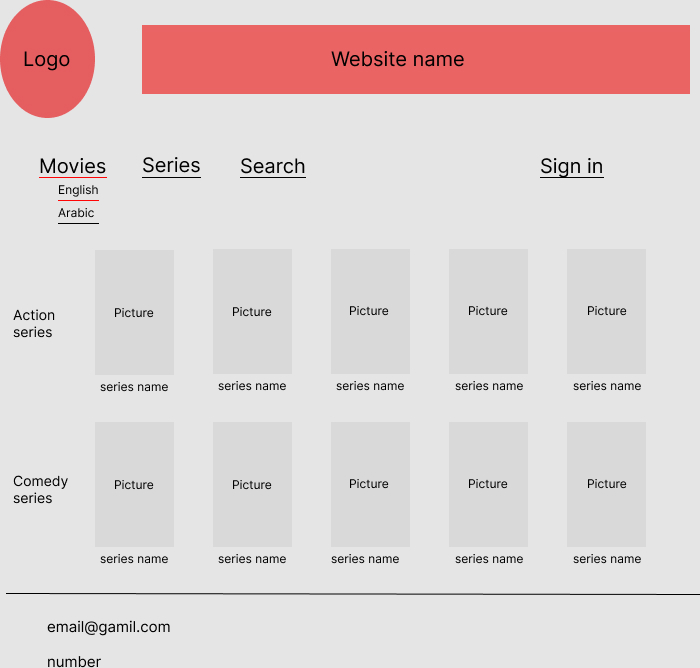 Logo
Website name
Movies
Series
Search
Sign in
English
Arabic
Action
series
Picture
Picture
Picture
Picture
Picture
series name
series name
series name
series name
series name
Comedy
series
Picture
Picture
Picture
Picture
Picture
series name
series name
series name
series name
series name
email@gamil.com
number